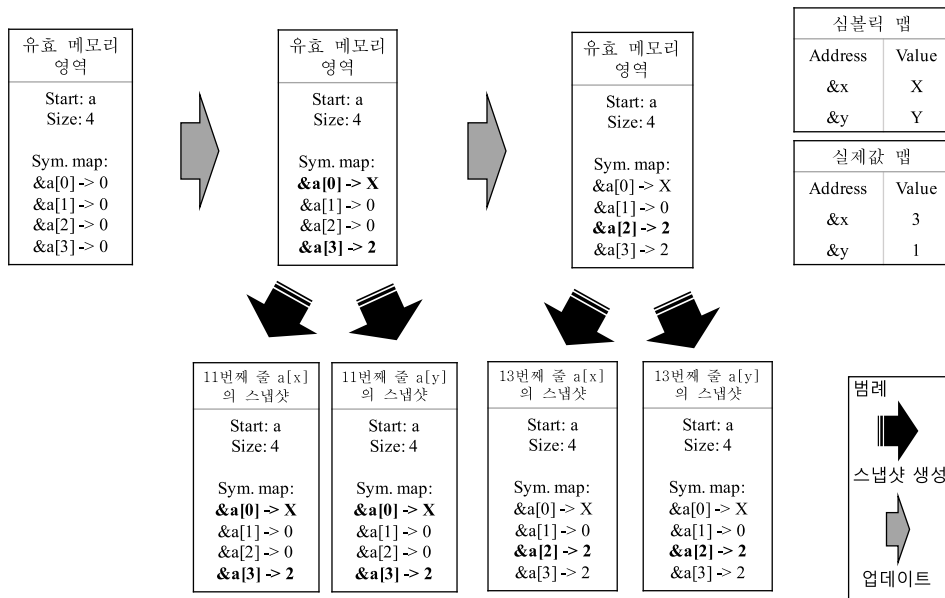 유효 메모리
영역
Start: a
Size: 4
Sym. map:
&a[0] -> 0
&a[1] -> 0
&a[2] -> 0
&a[3] -> 0
유효 메모리
영역
Start: a
Size: 4
Sym. map:
&a[0] -> X
&a[1] -> 0
&a[2] -> 0
&a[3] -> 2
유효 메모리
영역
Start: a
Size: 4
Sym. map:
&a[0] -> X
&a[1] -> 0
&a[2] -> 2
&a[3] -> 2
심볼릭 맵
Address Value
&x X
&y Y
실제값 맵
Address Value
&x 3
&y 1
11번째 줄 a[x]
의 스냅샷
Start: a
Size: 4
Sym. map:
&a[0] -> X
&a[1] -> 0
&a[2] -> 0
&a[3] -> 2
11번째 줄 a[y]
의 스냅샷
Start: a
Size: 4
Sym. map:
&a[0] -> X
&a[1] -> 0
&a[2] -> 0
&a[3] -> 2
13번째 줄 a[x]
의 스냅샷
Start: a
Size: 4
Sym. map:
&a[0] -> X
&a[1] -> 0
&a[2] -> 2
&a[3] -> 2
13번째 줄 a[y]
의 스냅샷
Start: a
Size: 4
Sym. map:
&a[0] -> X
&a[1] -> 0
&a[2] -> 2
&a[3] -> 2
범례
스냅샷 생성
업데이트